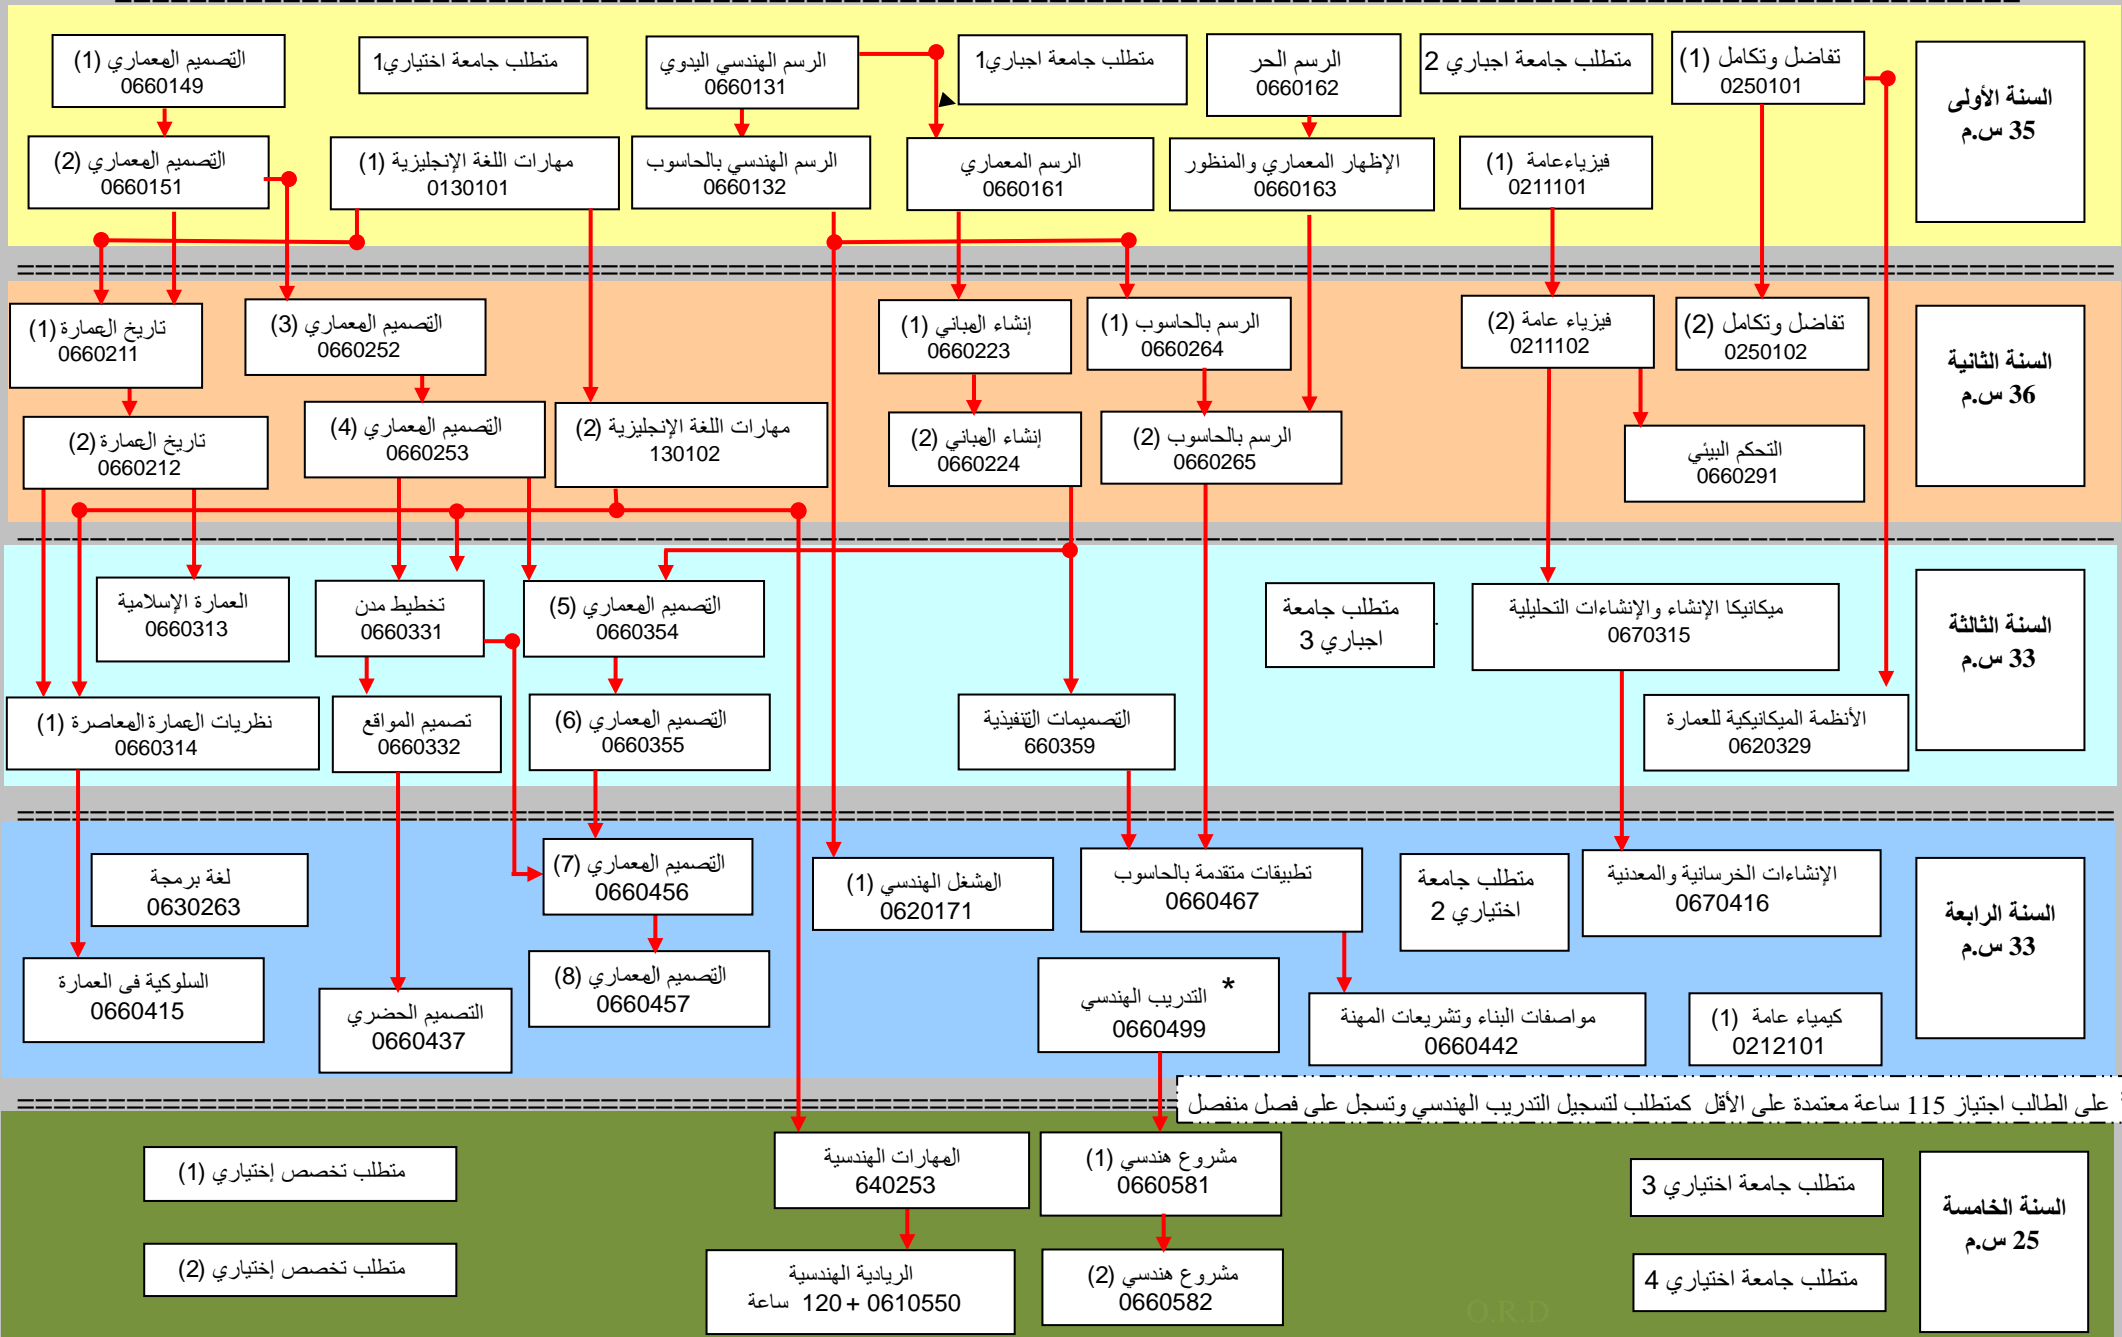 السنة الأولى
35 س.م
تفاضل وتكامل (1)
0250101
متطلب جامعة اجباري 2
الرسم الحر
0660162
متطلب جامعة اجباري1
الرسم الهندسي اليدوي
0660131
متطلب جامعة اختياري1
التصميم المعماري (1)
0660149
فيزياءعامة (1)
0211101
الإظهار المعماري والمنظور
0660163
الرسم المعماري
0660161
الرسم الهندسي بالحاسوب
0660132
مهارات اللغة الإنجليزية (1)
0130101
التصميم المعماري (2)
0660151
السنة الثانية
36 س.م
تفاضل وتكامل (2)
0250102
فيزياء عامة (2)
0211102
الرسم بالحاسوب (1)
0660264
إنشاء المباني (1)
0660223
التصميم المعماري (3)
0660252
تاريخ العمارة (1)
0660211
التحكم البيئي
0660291
الرسم بالحاسوب (2)
0660265
إنشاء المباني (2)
0660224
مهارات اللغة الإنجليزية (2)
130102
التصميم المعماري (4)
0660253
تاريخ العمارة (2)
0660212
السنة الثالثة
33 س.م
ميكانيكا الإنشاء والإنشاءات التحليلية
0670315
متطلب جامعة
اجباري 3
التصميم المعماري (5)
0660354
تخطيط مدن
0660331
العمارة الإسلامية
0660313
الأنظمة الميكانيكية للعمارة
0620329
التصميمات التنفيذية
660359
التصميم المعماري (6)
0660355
تصميم المواقع
0660332
نظريات العمارة المعاصرة (1)
0660314
السنة الرابعة
33 س.م
الإنشاءات الخرسانية والمعدنية
0670416
متطلب جامعة
اختياري 2
تطبيقات متقدمة بالحاسوب
0660467
المشغل الهندسي (1)
0620171
التصميم المعماري (7)
0660456
لغة برمجة
0630263
كيمياء عامة (1)
0212101
مواصفات البناء وتشريعات المهنة
0660442
* التدريب الهندسي
0660499
التصميم المعماري (8)
0660457
التصميم الحضري
0660437
السلوكية فى العمارة
0660415
* على الطالب اجتياز 115 ساعة معتمدة على الأقل كمتطلب لتسجيل التدريب الهندسي وتسجل على فصل منفصل
السنة الخامسة
25 س.م
متطلب جامعة اختياري 3
مشروع هندسي (1)
0660581
المهارات الهندسية
640253
متطلب تخصص إختياري (1)
متطلب جامعة اختياري 4
مشروع هندسي (2)
0660582
الريادية الهندسية
0610550 + 120 ساعة
متطلب تخصص إختياري (2)
O.R.D